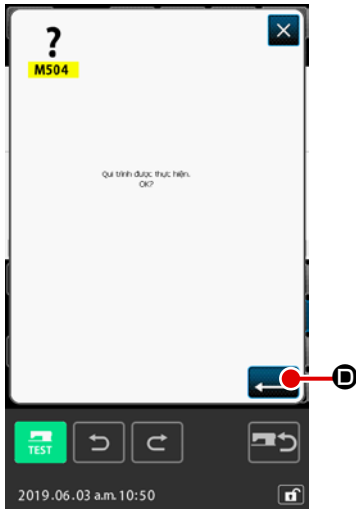 ?
M504
Qui trình được thực hiện.
OK?
D
TEST
2019.06.03 a.m. 10:50